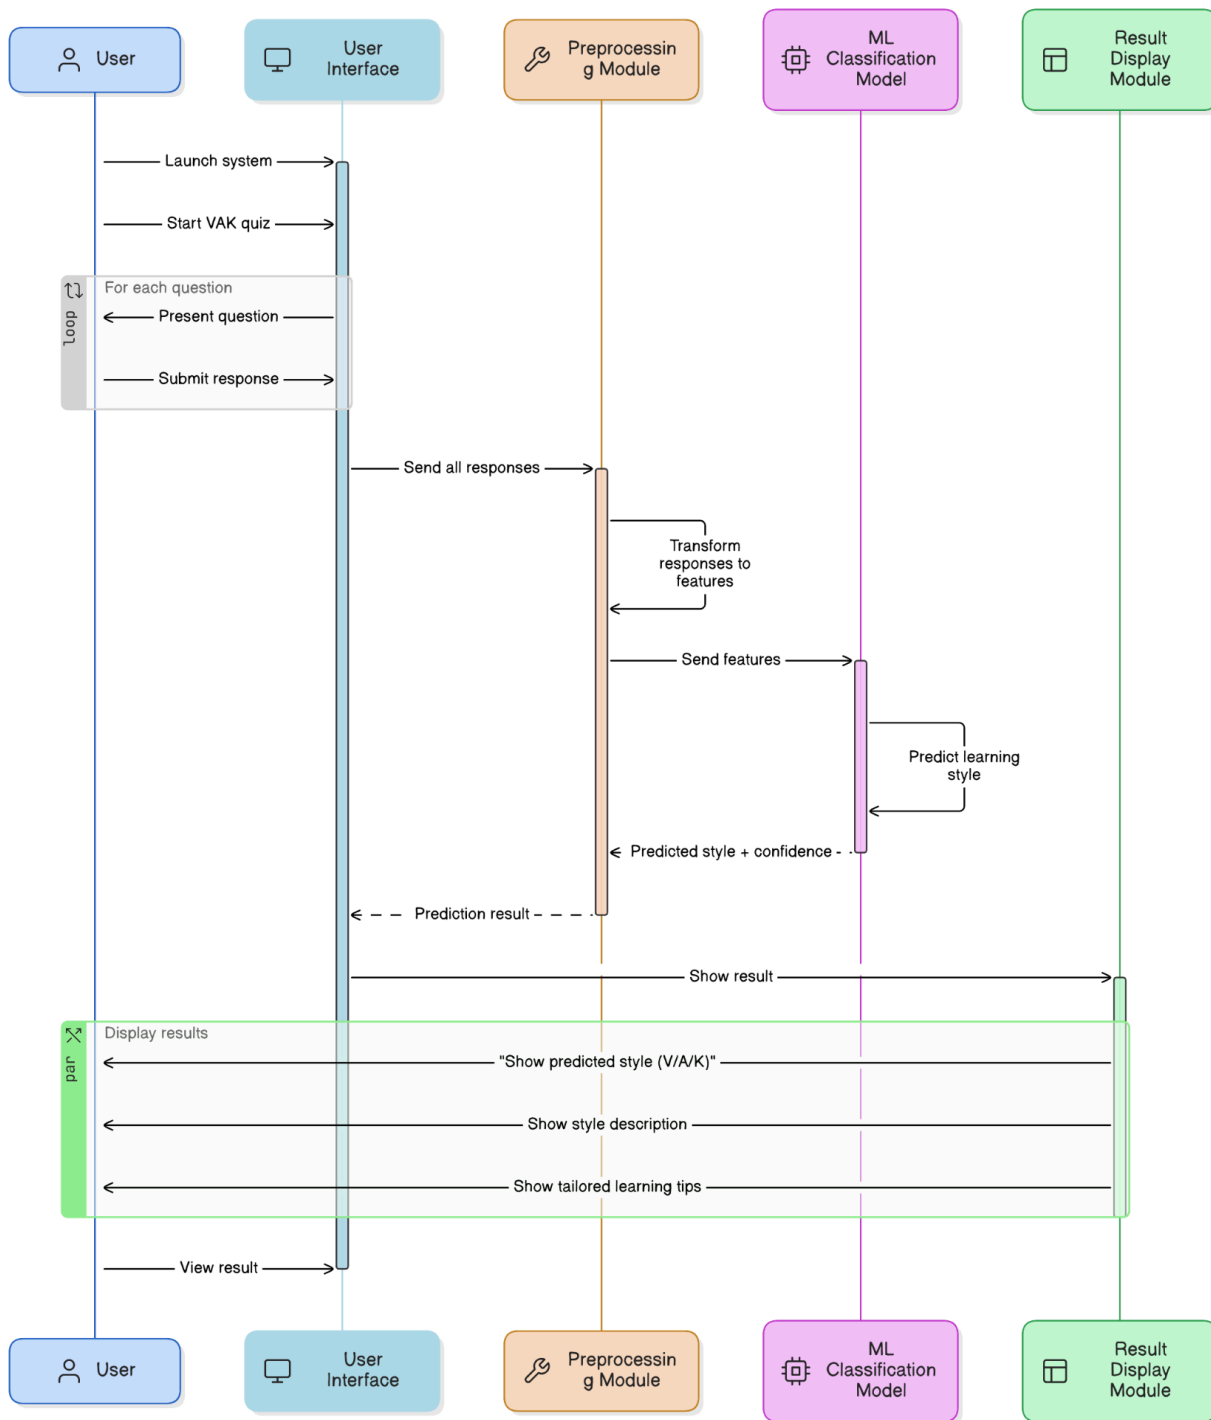 User
User
Interface
Preprocessin
g Module
ML
Classification
Model
Result
Display
Module
Launch system
Start VAK quiz
loop
For each question
Present question
Submit response
Send all responses
Transform
responses to
features
Send features
Predict learning
style
Predicted style + confidence
Prediction result
Show result
par
Display results
"Show predicted style (V/A/K)"
Show style description
Show tailored learning tips
View result
User
User
Interface
Preprocessin
g Module
ML
Classification
Model
Result
Display
Module